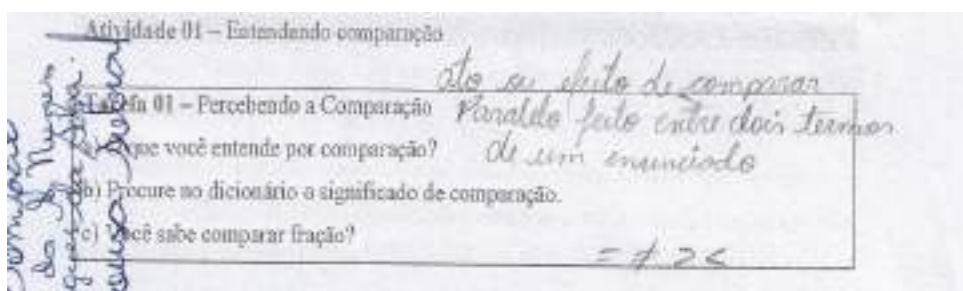 Atividade 01 – Entendendo comparação
ato ou efeito de comparar
Tarefa 01 – Percebendo a Comparação
Paralelo feito entre dois termos
que você entende por comparação?
de um enunciado
b) Procure no dicionário o significado de comparação.
c) Você sabe comparar fração?
= ≠ > <